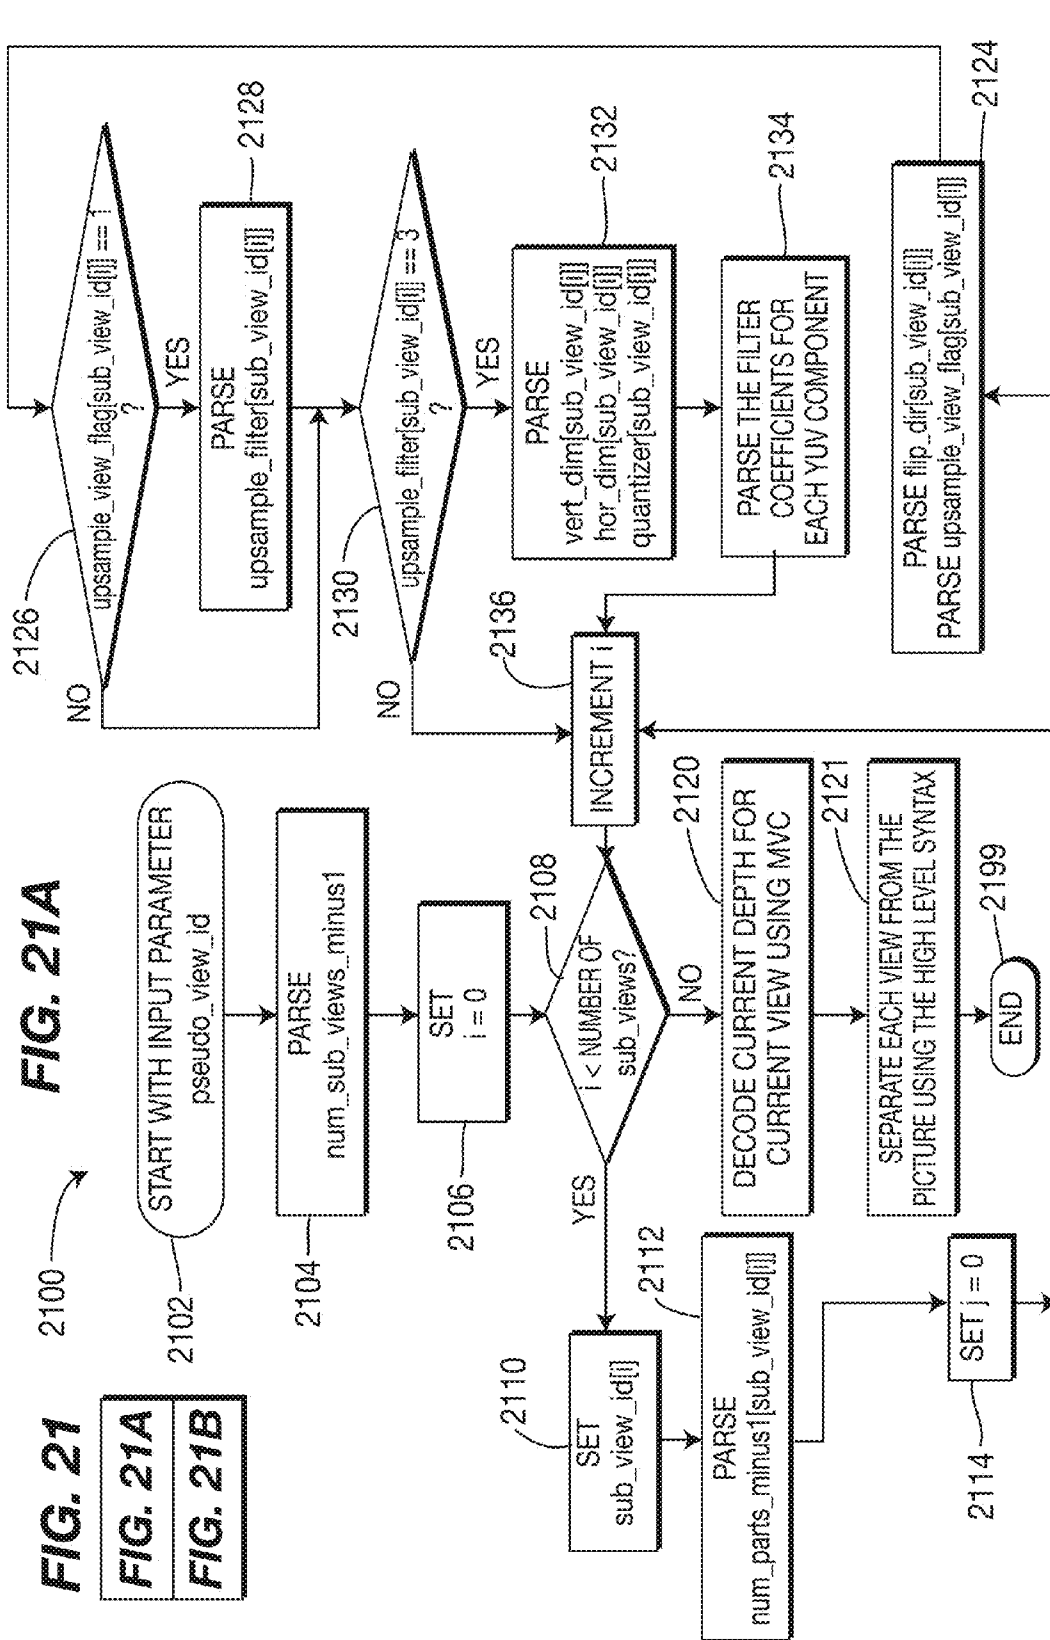 FIG. 21
FIG. 21A
FIG. 21B
FIG. 21A
2100
START WITH INPUT PARAMETER
pseudo_view_id
2102
PARSE
num_sub_views_minus1
2104
SET
i = 0
2106
i < NUMBER OF
sub_views?
2108
YES
NO
SET
sub_view_id[i]
2110
PARSE
num_parts_minus1[sub_view_id[i]]
2112
SET j = 0
2114
DECODE CURRENT DEPTH FOR
CURRENT VIEW USING MVC
2120
SEPARATE EACH VIEW FROM THE
PICTURE USING THE HIGH LEVEL SYNTAX
2121
END
2199
upsample_view_flag[sub_view_id[i]] == 1
?
2126
NO
YES
PARSE
upsample_filter[sub_view_id[i]]
2128
upsample_filter[sub_view_id[i]] == 3
?
2130
NO
YES
PARSE
vert_dim[sub_view_id[i]]
hor_dim[sub_view_id[i]]
quantizer[sub_view_id[i]]
2132
PARSE THE FILTER
COEFFICIENTS FOR
EACH YUV COMPONENT
2134
INCREMENT i
2136
PARSE flip_dir[sub_view_id[i]]
PARSE upsample_view_flag[sub_view_id[i]]
2124